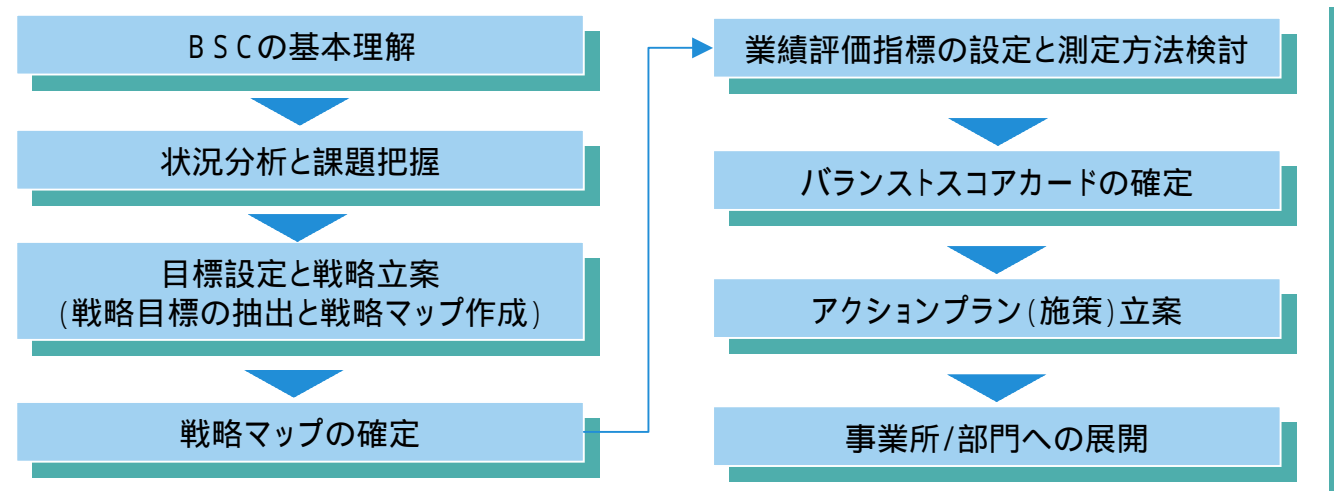 BSCの基本理解
状況分析と課題把握
目標設定と戦略立案
(戦略目標の抽出と戦略マップ作成)
戦略マップの確定
業績評価指標の設定と測定方法検討
バランストスコアカードの確定
アクションプラン(施策)立案
事業所/部門への展開